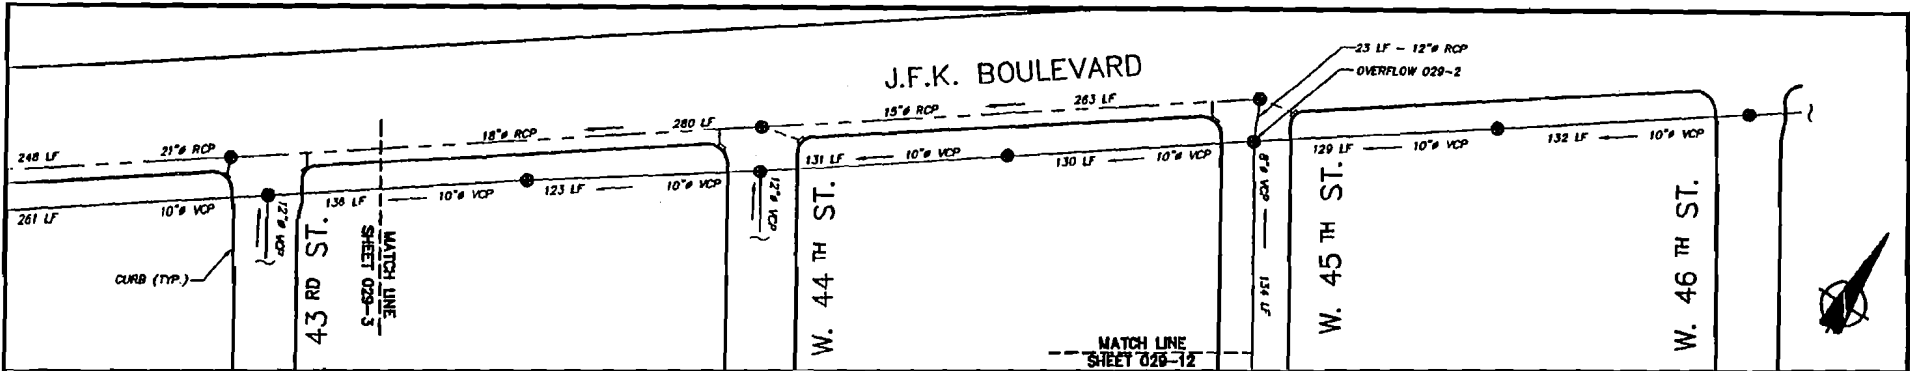 23 LF - 12"ø RCP
OVERFLOW 029-2
J.F.K. BOULEVARD
248 LF
21"ø RCP
18"ø RCP
280 LF
15"ø RCP
263 LF
261 LF
10"ø VCP
12"ø VCP
136 LF
10"ø VCP
123 LF
10"ø VCP
12"ø VCP
131 LF
10"ø VCP
130 LF
10"ø VCP
8"ø VCP
134 LF
129 LF
10"ø VCP
132 LF
10"ø VCP
CURB (TYP.)
43 RD ST.
MATCH LINE
SHEET 029-3
W. 44 TH ST.
W. 45 TH ST.
W. 46 TH ST.
MATCH LINE
SHEET 029-12